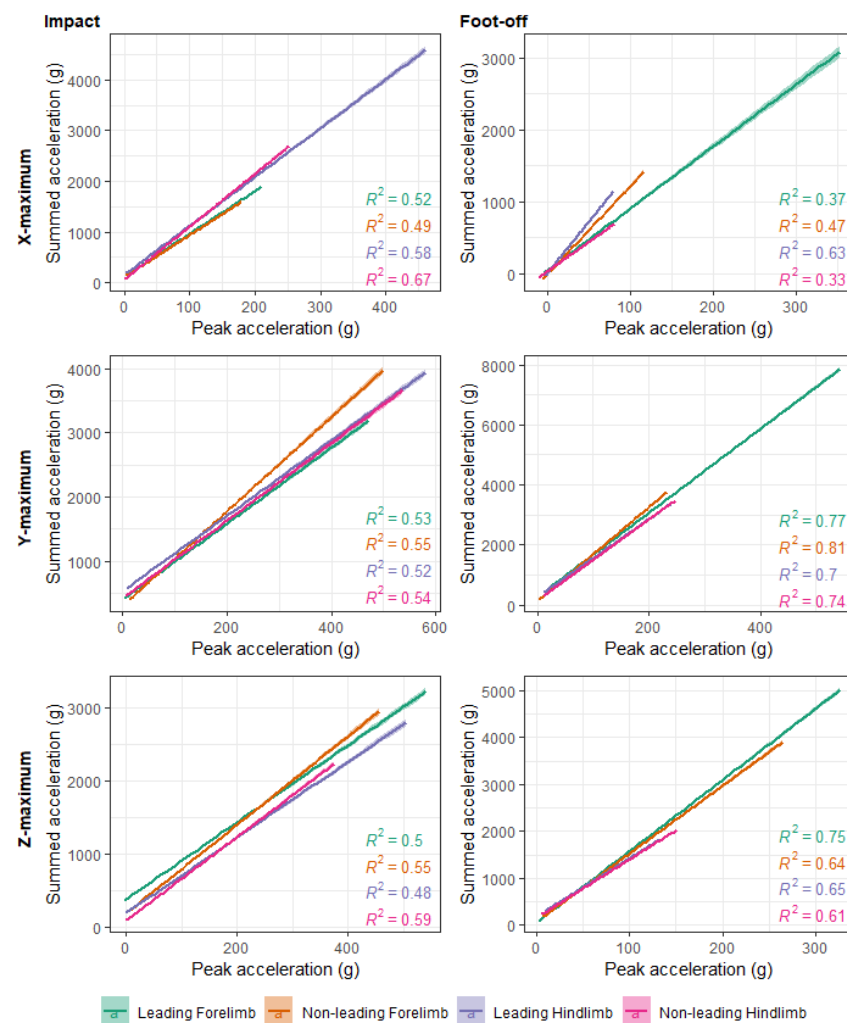 Impact
Foot-off
X-maximum
Summed acceleration (g)
4000
3000
2000
1000
0
R² = 0.52
R² = 0.49
R² = 0.58
R² = 0.67
0 100 200 300 400
Peak acceleration (g)
Summed acceleration (g)
3000
2000
1000
0
R² = 0.37
R² = 0.47
R² = 0.63
R² = 0.33
0 100 200 300
Peak acceleration (g)
Y-maximum
Summed acceleration (g)
4000
3000
2000
1000
R² = 0.53
R² = 0.55
R² = 0.52
R² = 0.54
0 200 400 600
Peak acceleration (g)
Summed acceleration (g)
8000
6000
4000
2000
0
R² = 0.77
R² = 0.81
R² = 0.7
R² = 0.74
0 200 400
Peak acceleration (g)
Z-maximum
Summed acceleration (g)
3000
2000
1000
0
R² = 0.5
R² = 0.55
R² = 0.48
R² = 0.59
0 200 400
Peak acceleration (g)
Summed acceleration (g)
5000
4000
3000
2000
1000
0
R² = 0.75
R² = 0.64
R² = 0.65
R² = 0.61
0 100 200 300
Peak acceleration (g)
a Leading Forelimb a Non-leading Forelimb a Leading Hindlimb a Non-leading Hindlimb